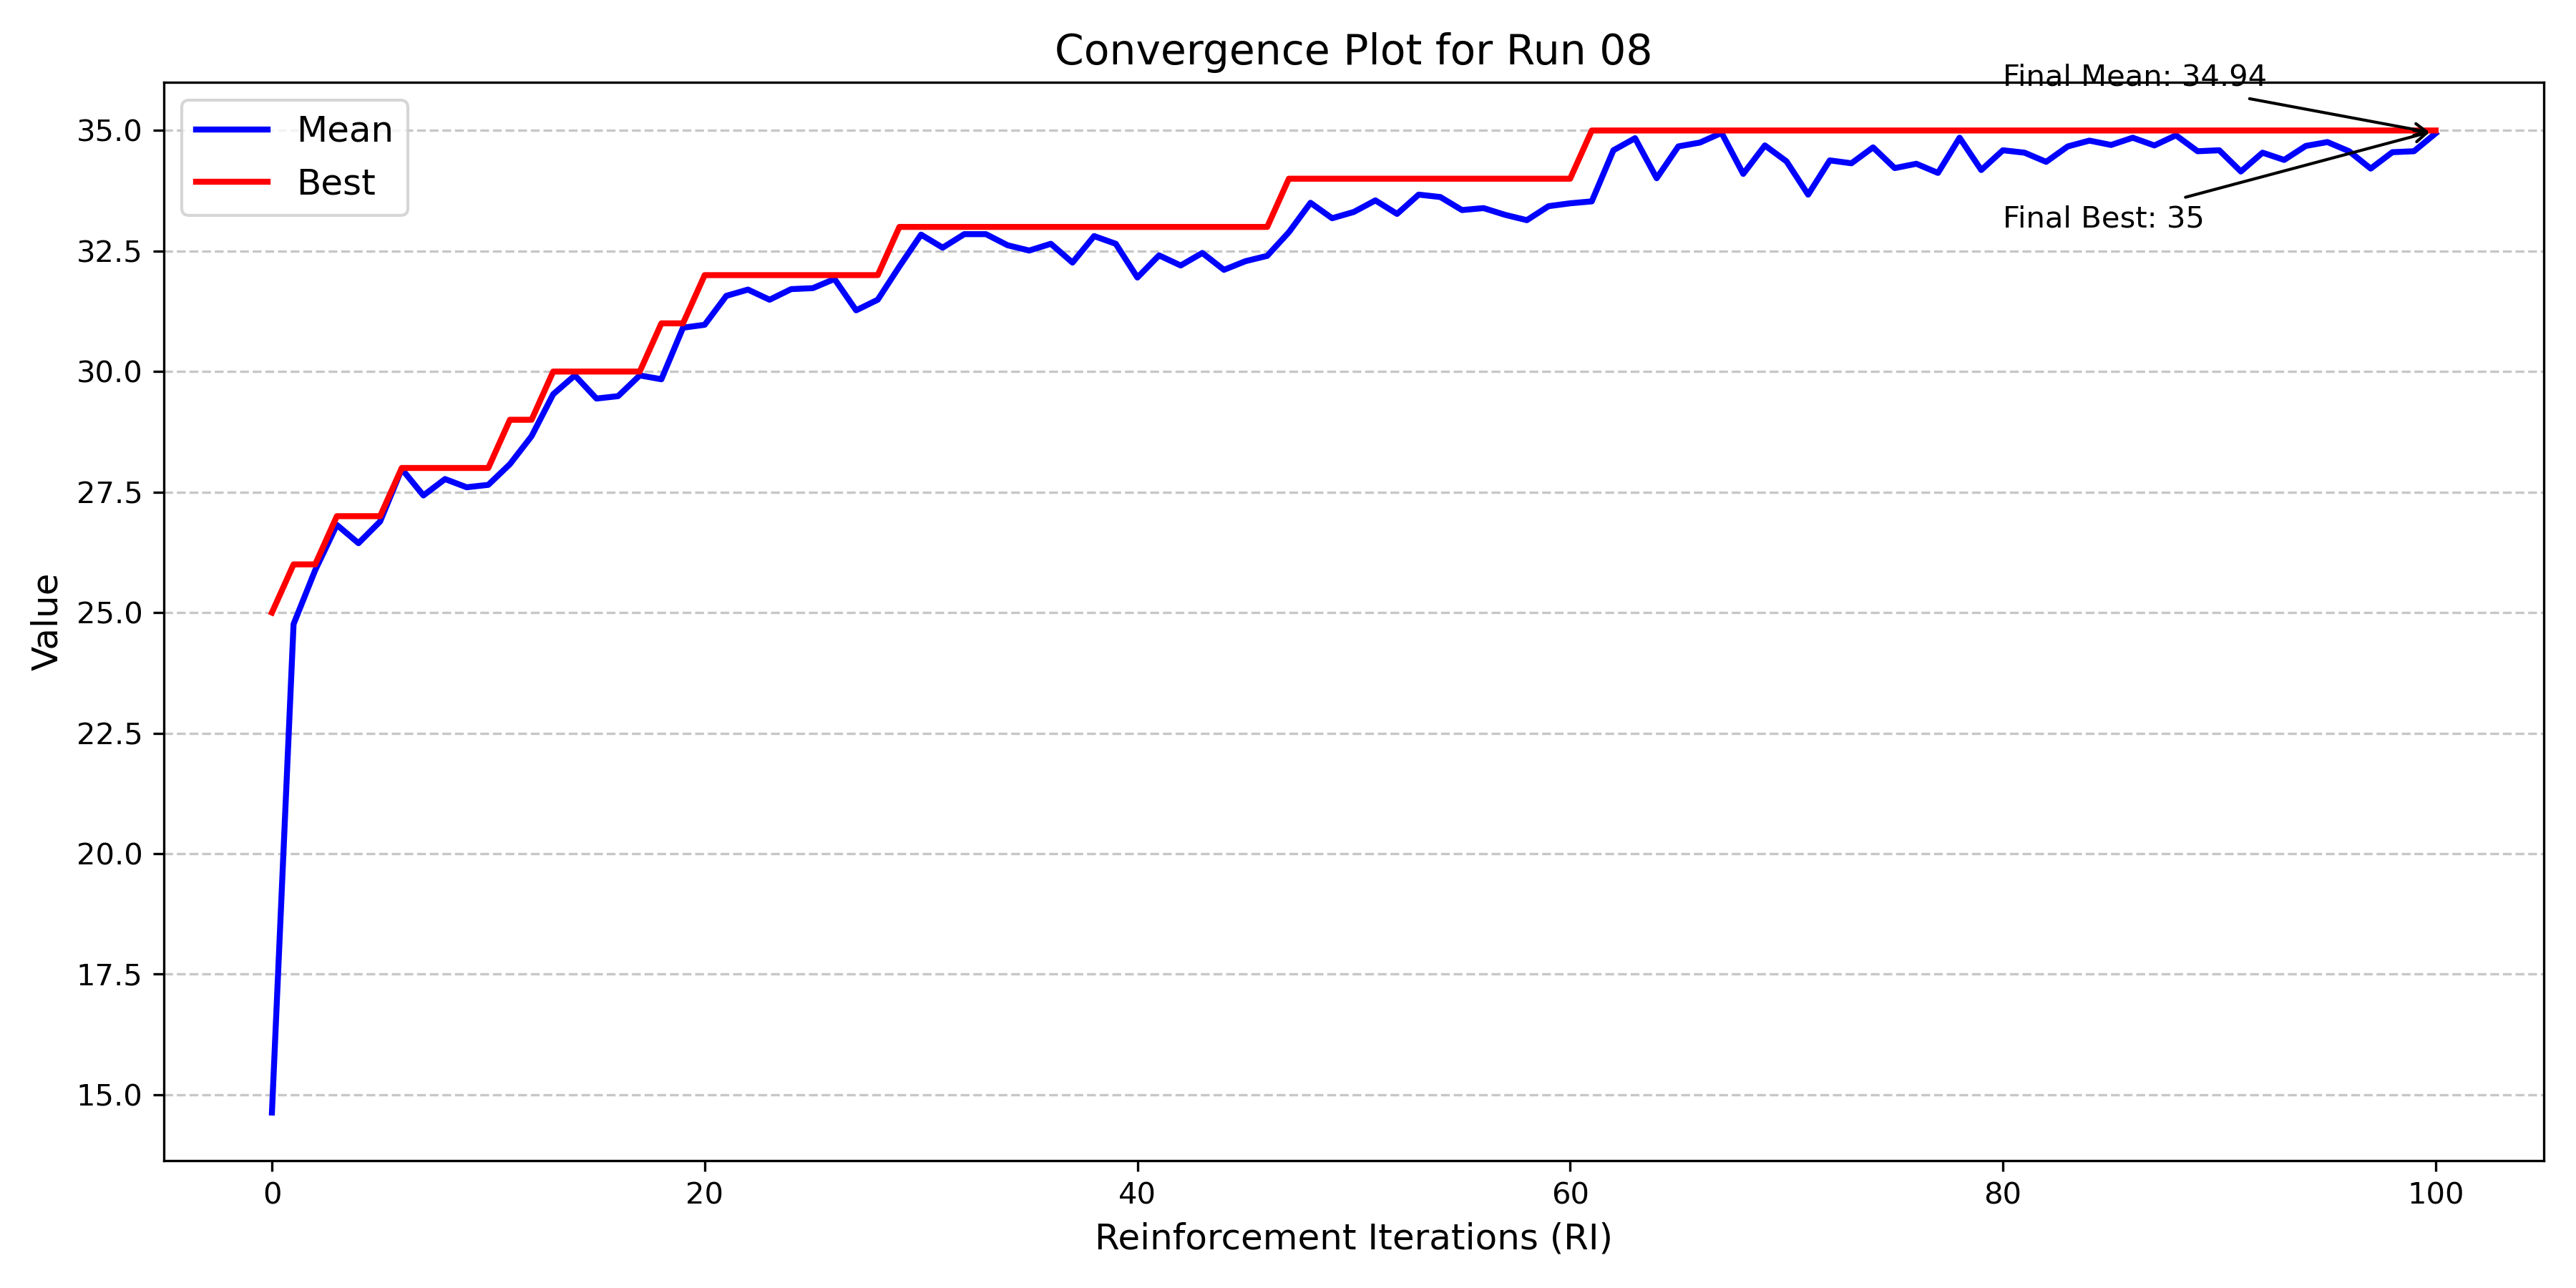 Convergence Plot for Run 08
Final Mean: 34.94
Mean
Best
Final Best: 35
35.0
32.5
30.0
27.5
25.0
22.5
20.0
17.5
15.0
Value
0 20 40 60 80 100
Reinforcement Iterations (RI)